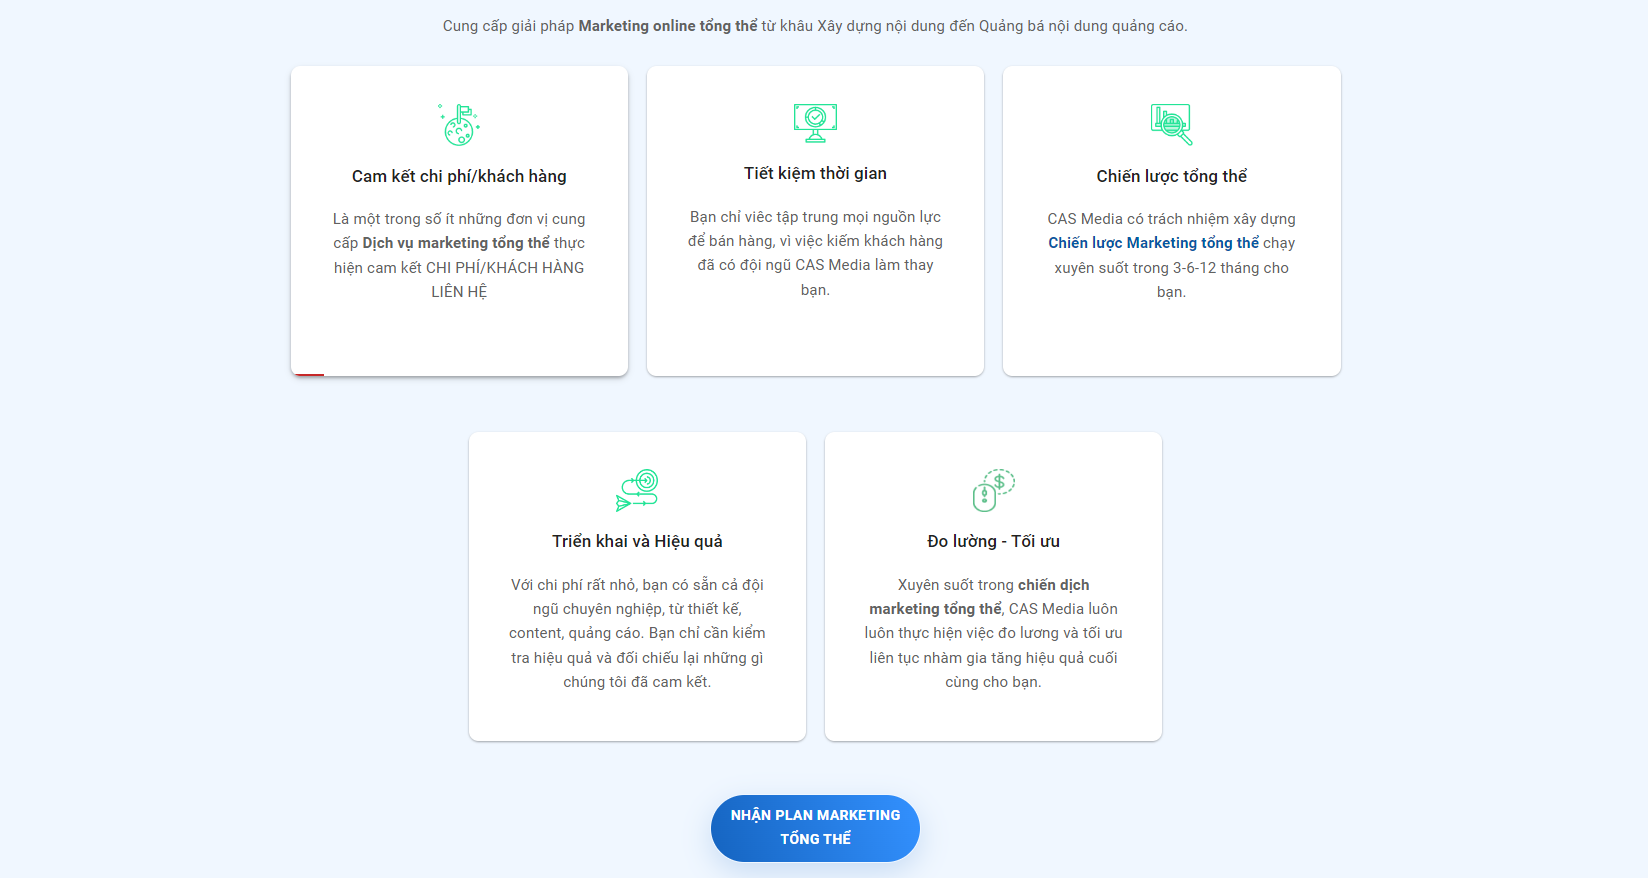 Cung cấp giải pháp Marketing online tổng thể từ khâu Xây dựng nội dung đến Quảng bá nội dung quảng cáo.
Cam kết chi phí/khách hàng
Là một trong số ít những đơn vị cung
cấp Dịch vụ marketing tổng thể thực
hiện cam kết CHI PHÍ/KHÁCH HÀNG
LIÊN HỆ
Tiết kiệm thời gian
Bạn chỉ viêc tập trung mọi nguồn lực
để bán hàng, vì việc kiếm khách hàng
đã có đội ngũ CAS Media làm thay
bạn.
Chiến lược tổng thể
CAS Media có trách nhiệm xây dựng
Chiến lược Marketing tổng thể chạy
xuyên suốt trong 3-6-12 tháng cho
bạn.
Triển khai và Hiệu quả
Với chi phí rất nhỏ, bạn có sẵn cả đội
ngũ chuyên nghiệp, từ thiết kế,
content, quảng cáo. Bạn chỉ cần kiểm
tra hiệu quả và đối chiếu lại những gì
chúng tôi đã cam kết.
Đo lường - Tối ưu
Xuyên suốt trong chiến dịch
marketing tổng thể, CAS Media luôn
luôn thực hiện việc đo lương và tối ưu
liên tục nhàm gia tăng hiệu quả cuối
cùng cho bạn.
NHẬN PLAN MARKETING
TỔNG THỂ